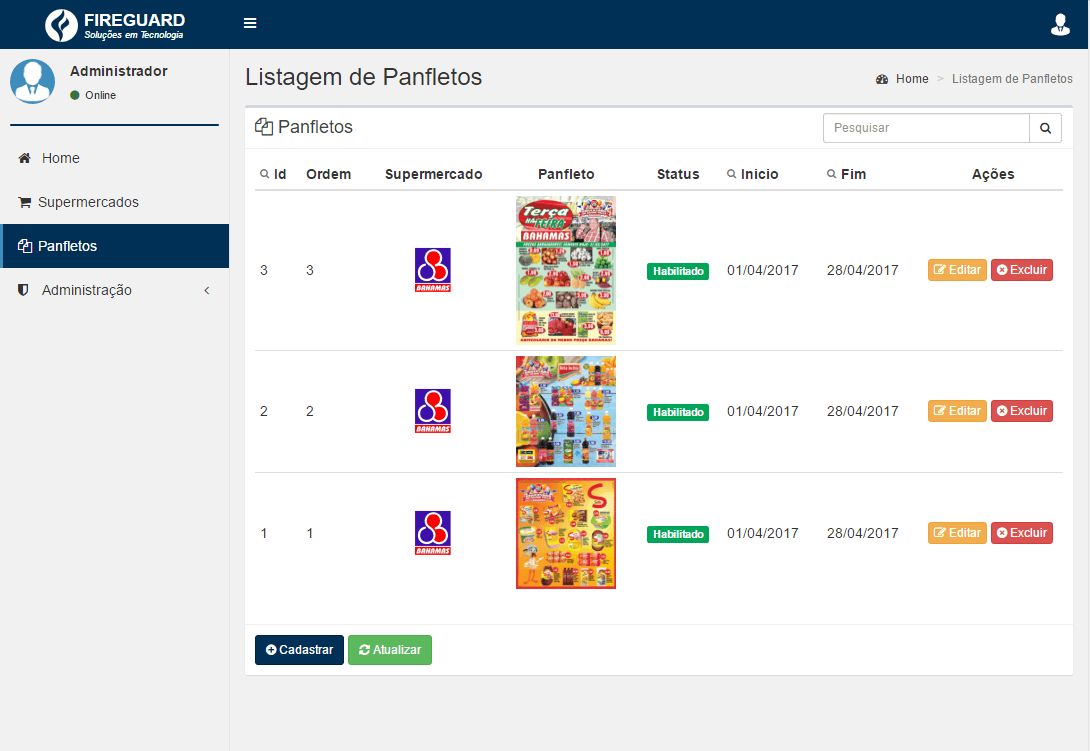 FIREGUARD
Soluções em Tecnologia
Administrador
Online
Home
Supermercados
Panfletos
Administração
Listagem de Panfletos
Home > Listagem de Panfletos
Panfletos
Pesquisar
Id Ordem Supermercado Panfleto Status Inicio Fim Ações
Terça
NA FEIRA
BAHAMAS
3 3 BAHAMAS Habilitado 01/04/2017 28/04/2017 Editar Excluir
2 2 BAHAMAS Habilitado 01/04/2017 28/04/2017 Editar Excluir
1 1 BAHAMAS Habilitado 01/04/2017 28/04/2017 Editar Excluir
Cadastrar Atualizar